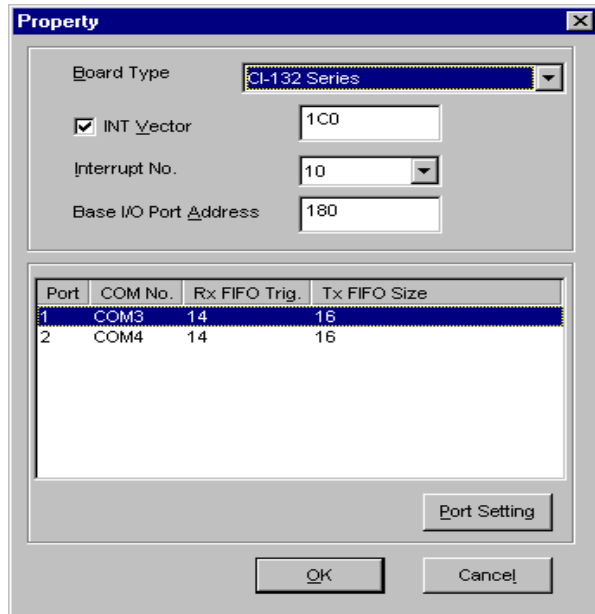 Property
Board Type CI-132 Series
INT Vector 1C0
Interrupt No. 10
Base I/O Port Address 180
Port COM No. Rx FIFO Trig. Tx FIFO Size
1 COM3 14 16
2 COM4 14 16
Port Setting
OK Cancel